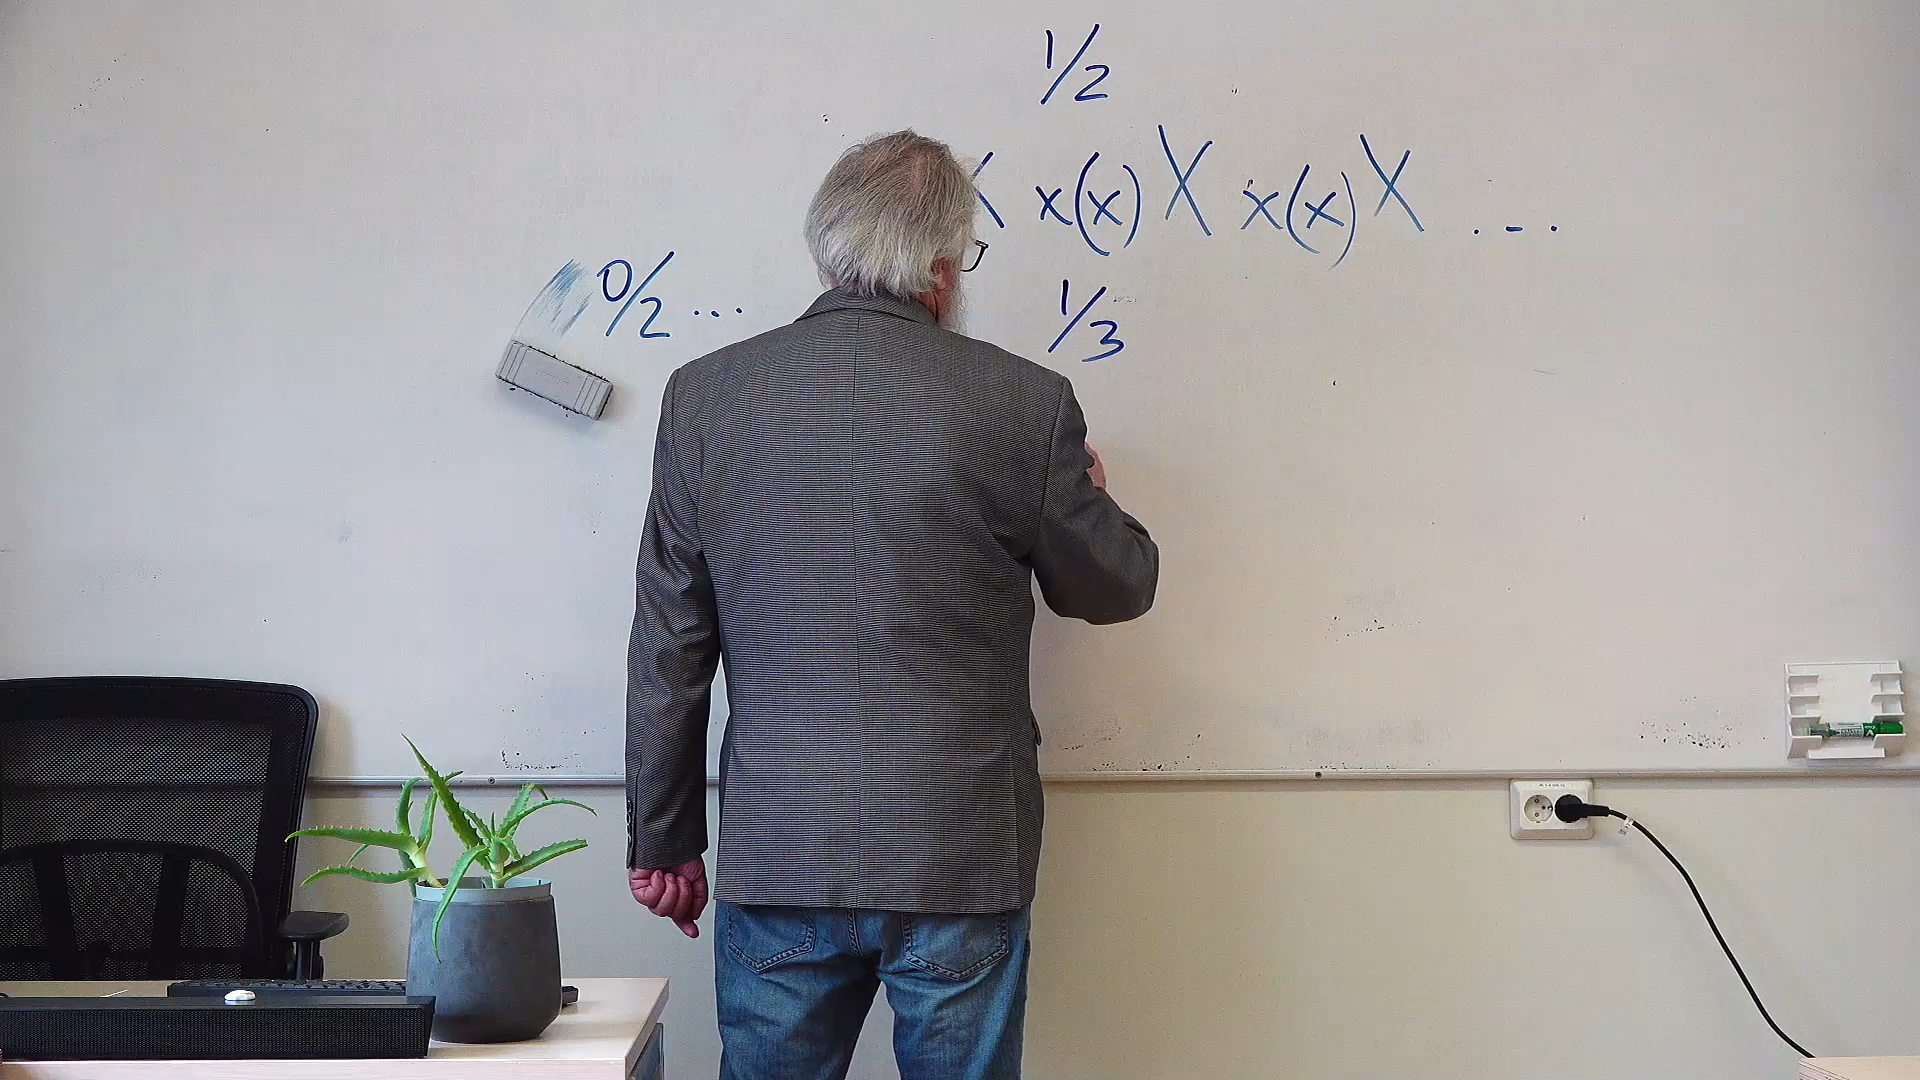 1/2
X x(x) X x(x) X ...
0/2 ...
1/3